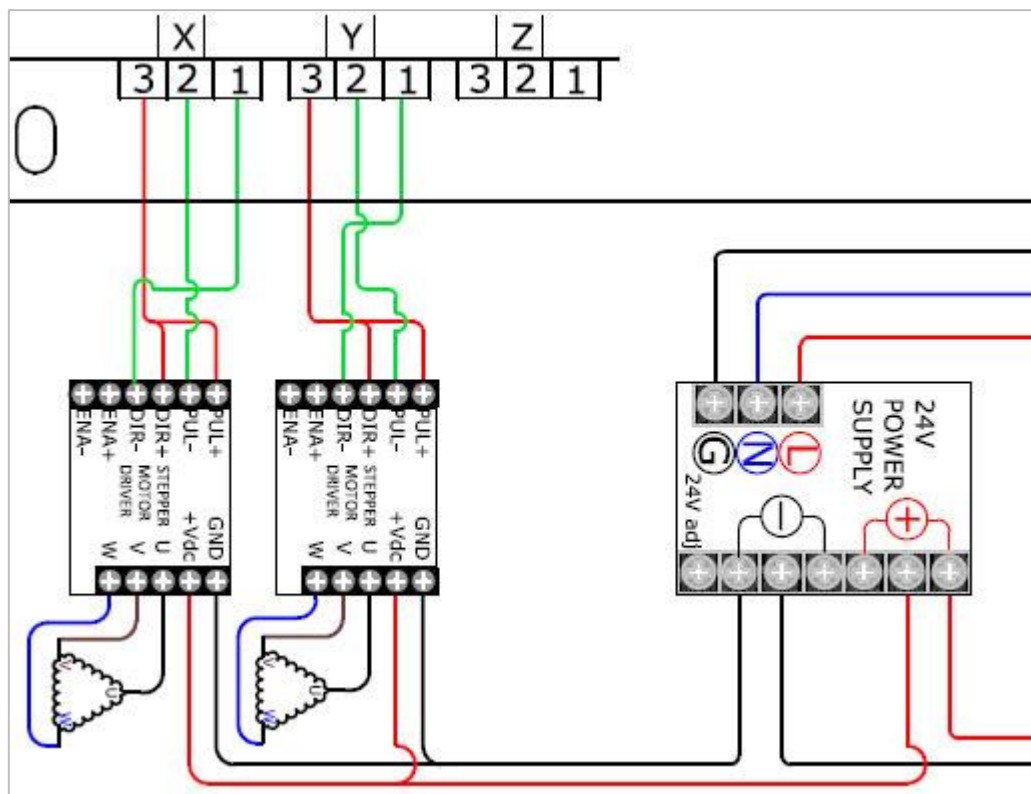 X Y Z
3 2 1 3 2 1 3 2 1
ENA-
ENA+
DIR-
DIR+
PUL-
PUL+
STEPPER
MOTOR
DRIVER
W
V
U
+Vdc
GND
V
U
W
ENA-
ENA+
DIR-
DIR+
PUL-
PUL+
STEPPER
MOTOR
DRIVER
W
V
U
+Vdc
GND
V
U
W
G N L
24V
POWER
SUPPLY
24V adj
− +